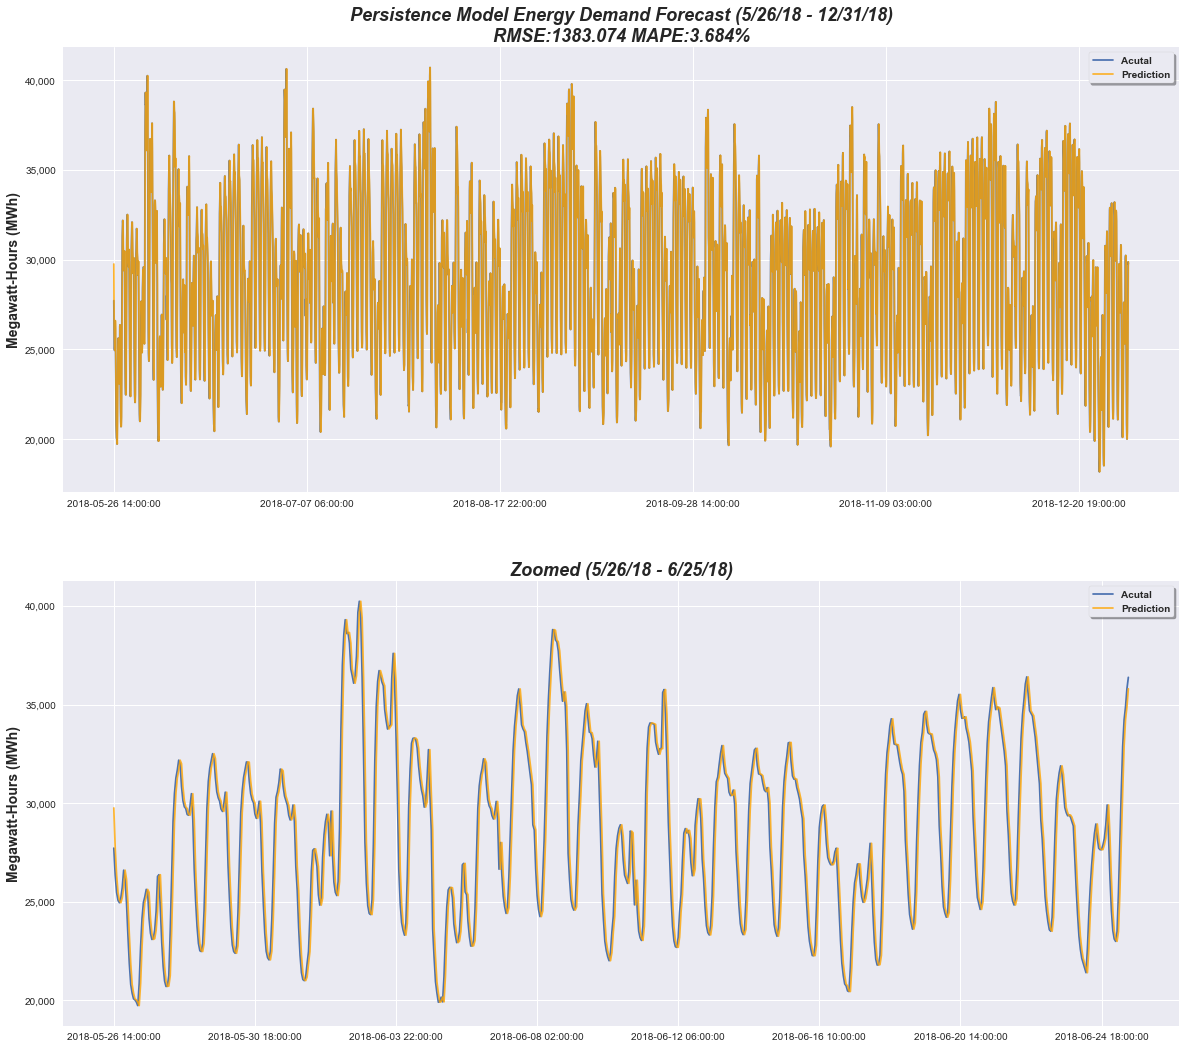 Persistence Model Energy Demand Forecast (5/26/18 - 12/31/18)
RMSE:1383.074 MAPE:3.684%
Acutal
Prediction
Megawatt-Hours (MWh)
40,000
35,000
30,000
25,000
20,000
2018-05-26 14:00:00
2018-07-07 06:00:00
2018-08-17 22:00:00
2018-09-28 14:00:00
2018-11-09 03:00:00
2018-12-20 19:00:00
Zoomed (5/26/18 - 6/25/18)
Acutal
Prediction
Megawatt-Hours (MWh)
40,000
35,000
30,000
25,000
20,000
2018-05-26 14:00:00
2018-05-30 18:00:00
2018-06-03 22:00:00
2018-06-08 02:00:00
2018-06-12 06:00:00
2018-06-16 10:00:00
2018-06-20 14:00:00
2018-06-24 18:00:00